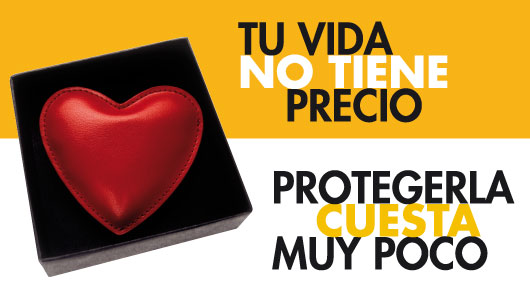 TU VIDA
NO TIENE
PRECIO
PROTEGERLA
CUESTA
MUY POCO